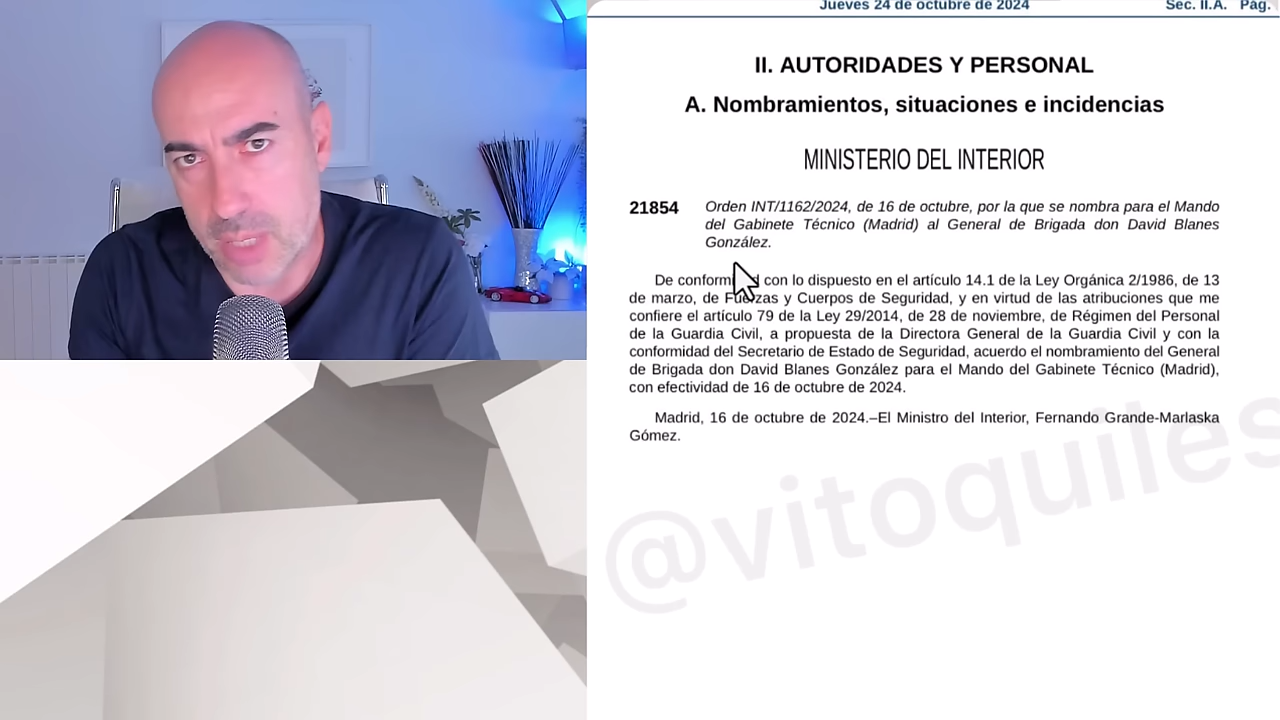 Jueves 24 de octubre de 2024
Sec. II.A. Pág.
II. AUTORIDADES Y PERSONAL
A. Nombramientos, situaciones e incidencias
MINISTERIO DEL INTERIOR
21854 Orden INT/1162/2024, de 16 de octubre, por la que se nombra para el Mando
del Gabinete Técnico (Madrid) al General de Brigada don David Blanes
González.
De conform d con lo dispuesto en el artículo 14.1 de la Ley Orgánica 2/1986, de 13
de marzo, de Fuerzas y Cuerpos de Seguridad, y en virtud de las atribuciones que me
confiere el artículo 79 de la Ley 29/2014, de 28 de noviembre, de Régimen del Personal
de la Guardia Civil, a propuesta de la Directora General de la Guardia Civil y con la
conformidad del Secretario de Estado de Seguridad, acuerdo el nombramiento del General
de Brigada don David Blanes González para el Mando del Gabinete Técnico (Madrid),
con efectividad de 16 de octubre de 2024.
Madrid, 16 de octubre de 2024.–El Ministro del Interior, Fernando Grande-Marlaska
Gómez.
@vitoquiles